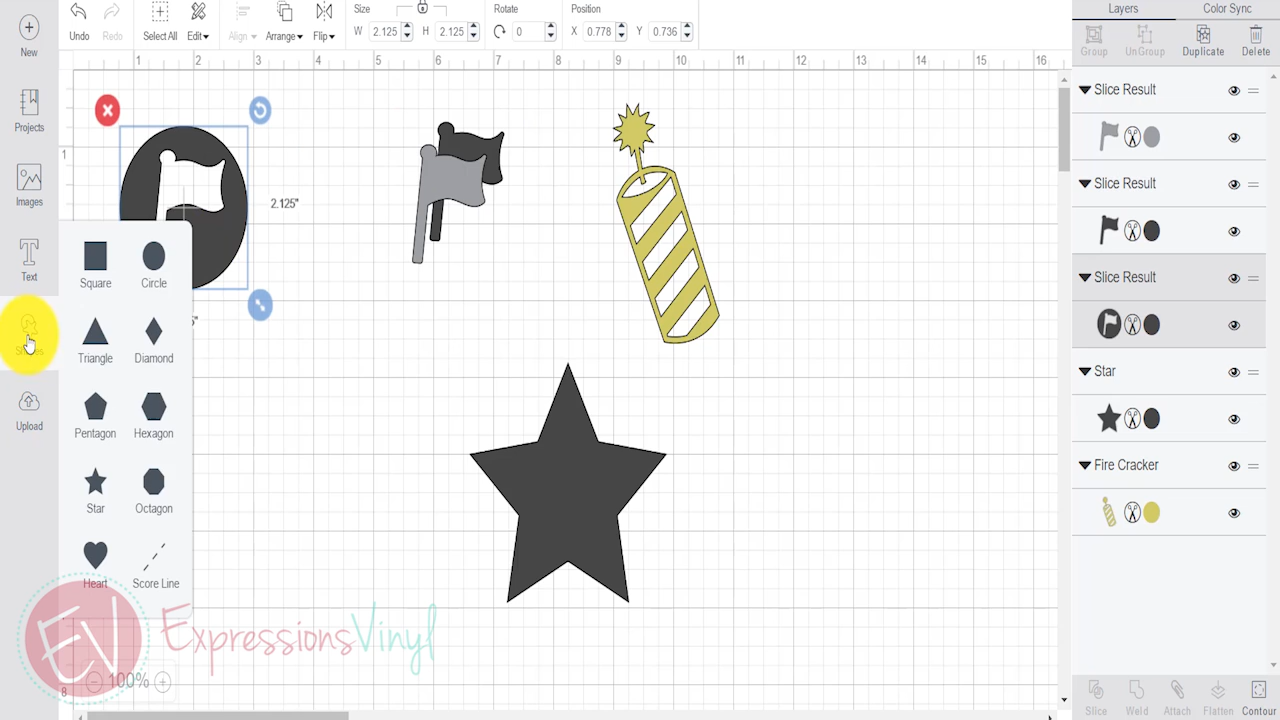 Layers Color Sync
Size
Rotate
Position
W 2.125 H 2.125
0
X 0.778 Y 0.736
New
Undo Redo
Select All Edit▾ Align▾ Arrange▾ Flip▾
Group UnGroup Duplicate Delete
1 2 3 4 5 6 7 8 9 10 11 12 13 14 15 16
Projects
Images
Text
Upload
1
2.125"
Square Circle
Triangle Diamond
Pentagon Hexagon
Star Octagon
Heart Score Line
Slice Result
Slice Result
Slice Result
Star
Fire Cracker
EV ExpressionsVinyl
100%
8
Slice Weld Attach Flatten Contour